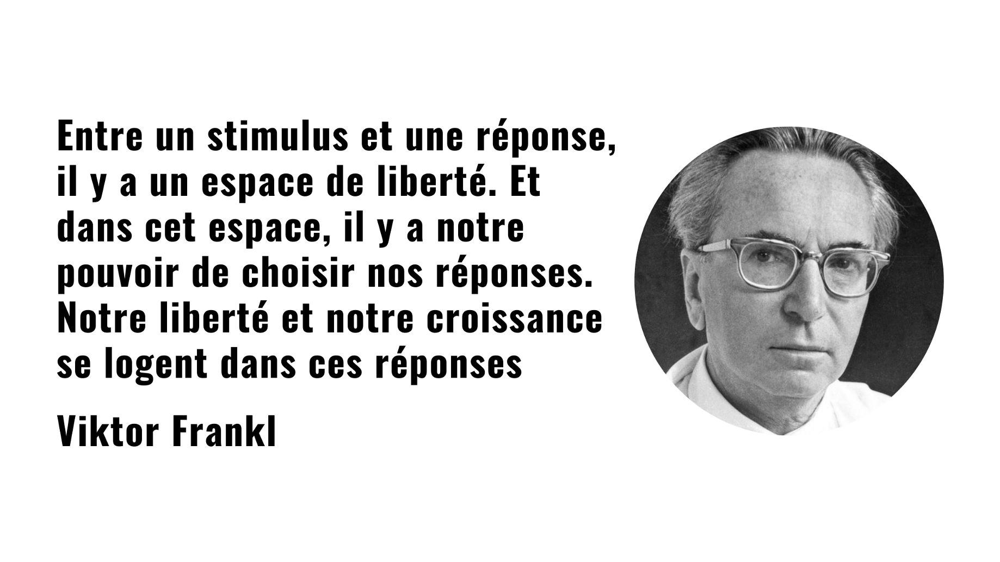 Entre un stimulus et une réponse,
il y a un espace de liberté. Et
dans cet espace, il y a notre
pouvoir de choisir nos réponses.
Notre liberté et notre croissance
se logent dans ces réponses
Viktor Frankl